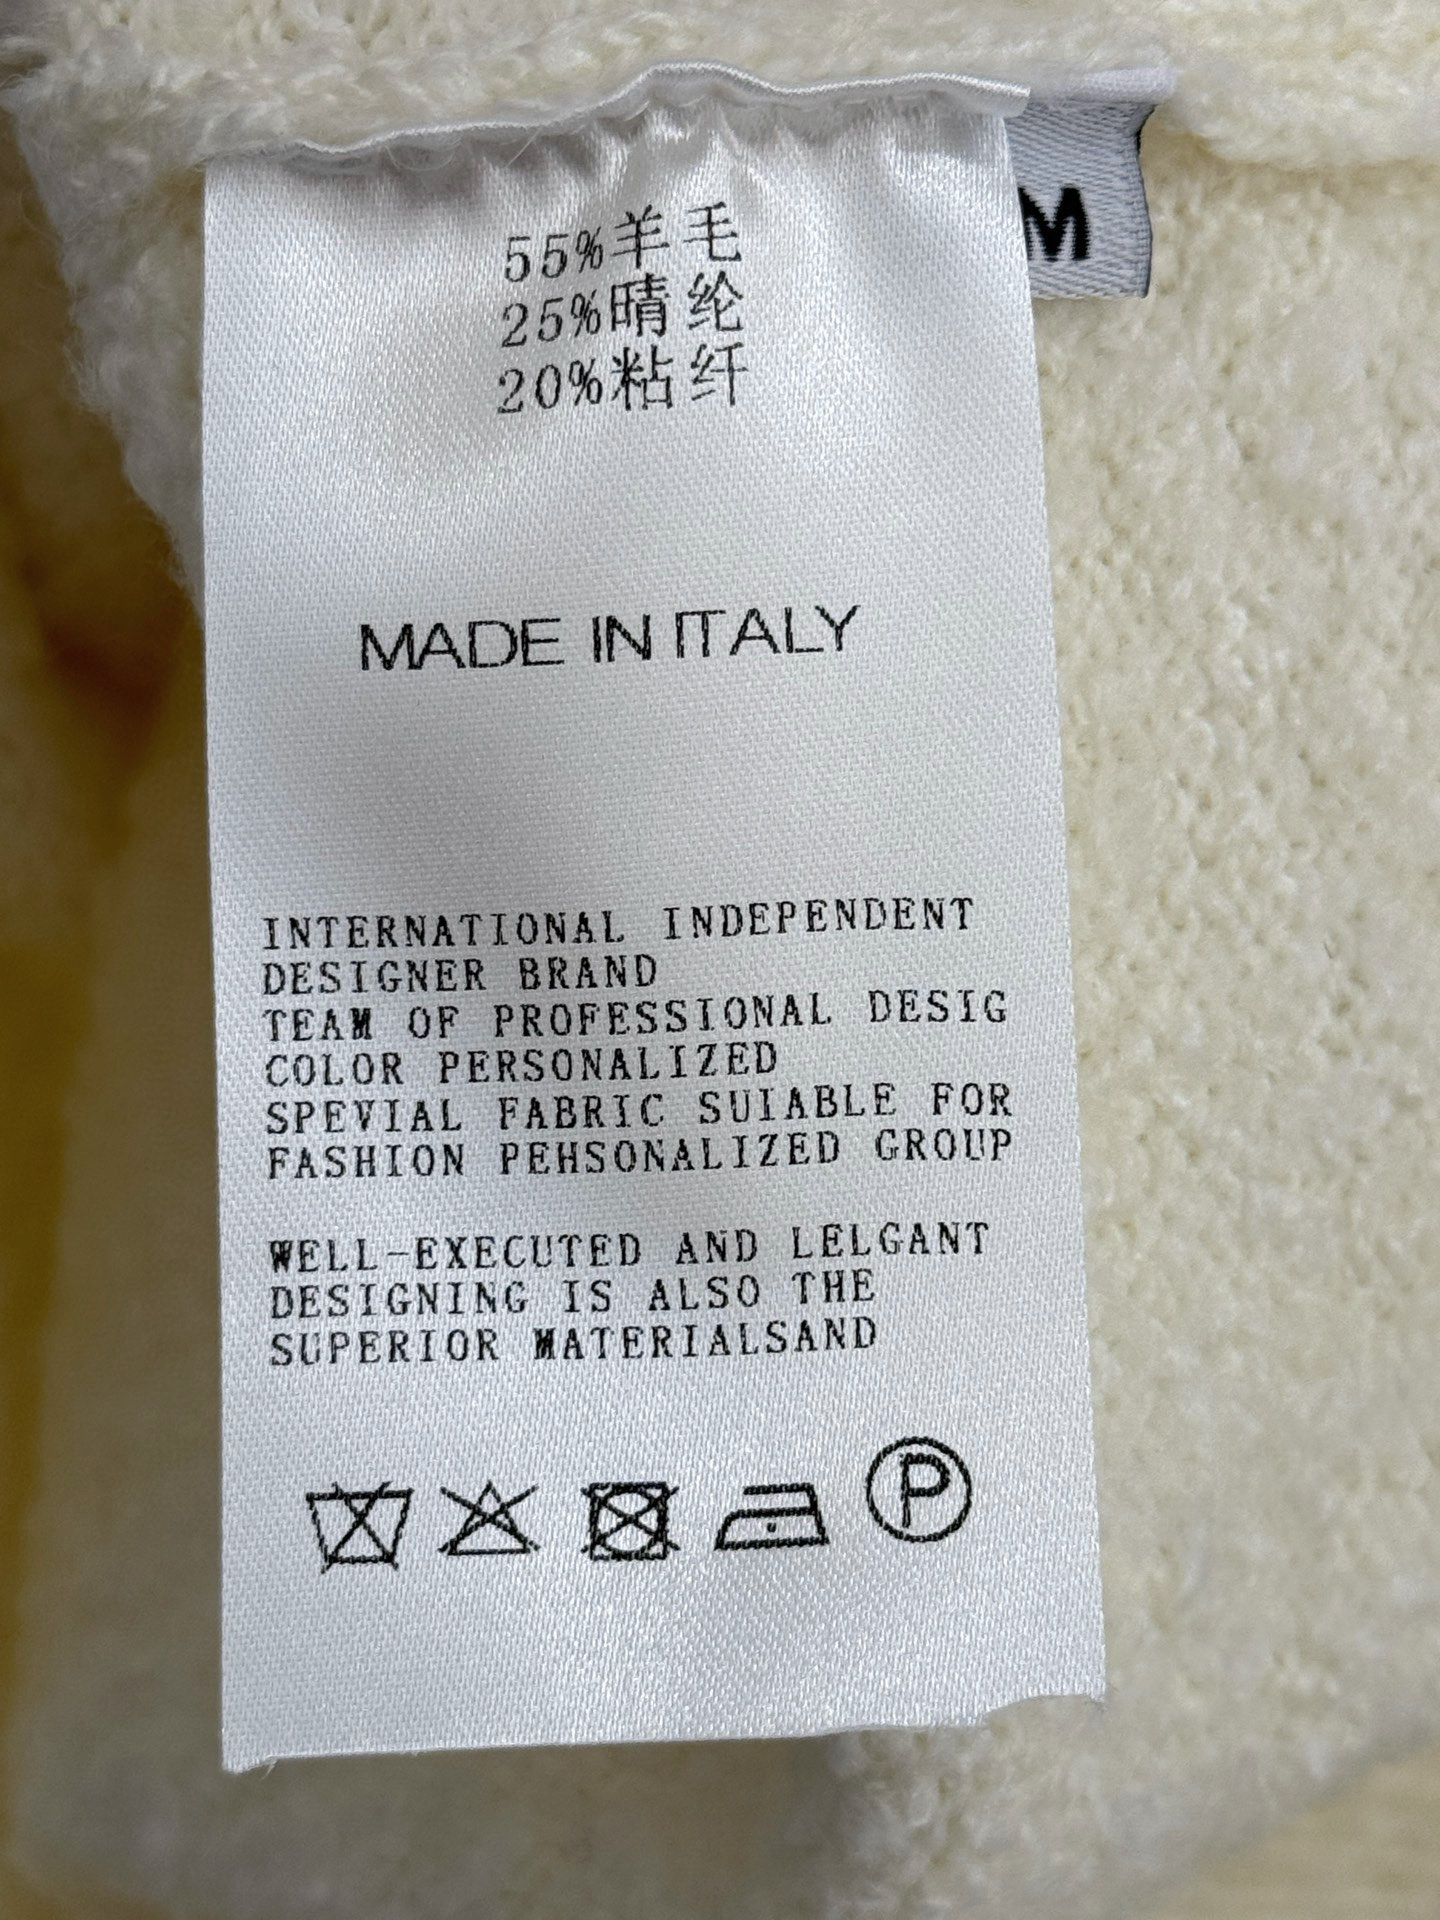 55%羊毛
25%晴纶
20%粘纤
M
MADE IN ITALY
INTERNATIONAL INDEPENDENT
DESIGNER BRAND
TEAM OF PROFESSIONAL DESIG
COLOR PERSONALIZED
SPEVIAL FABRIC SUIABLE FOR
FASHION PEHSONALIZED GROUP
WELL-EXECUTED AND LELGANT
DESIGNING IS ALSO THE
SUPERIOR MATERIALSAND
P